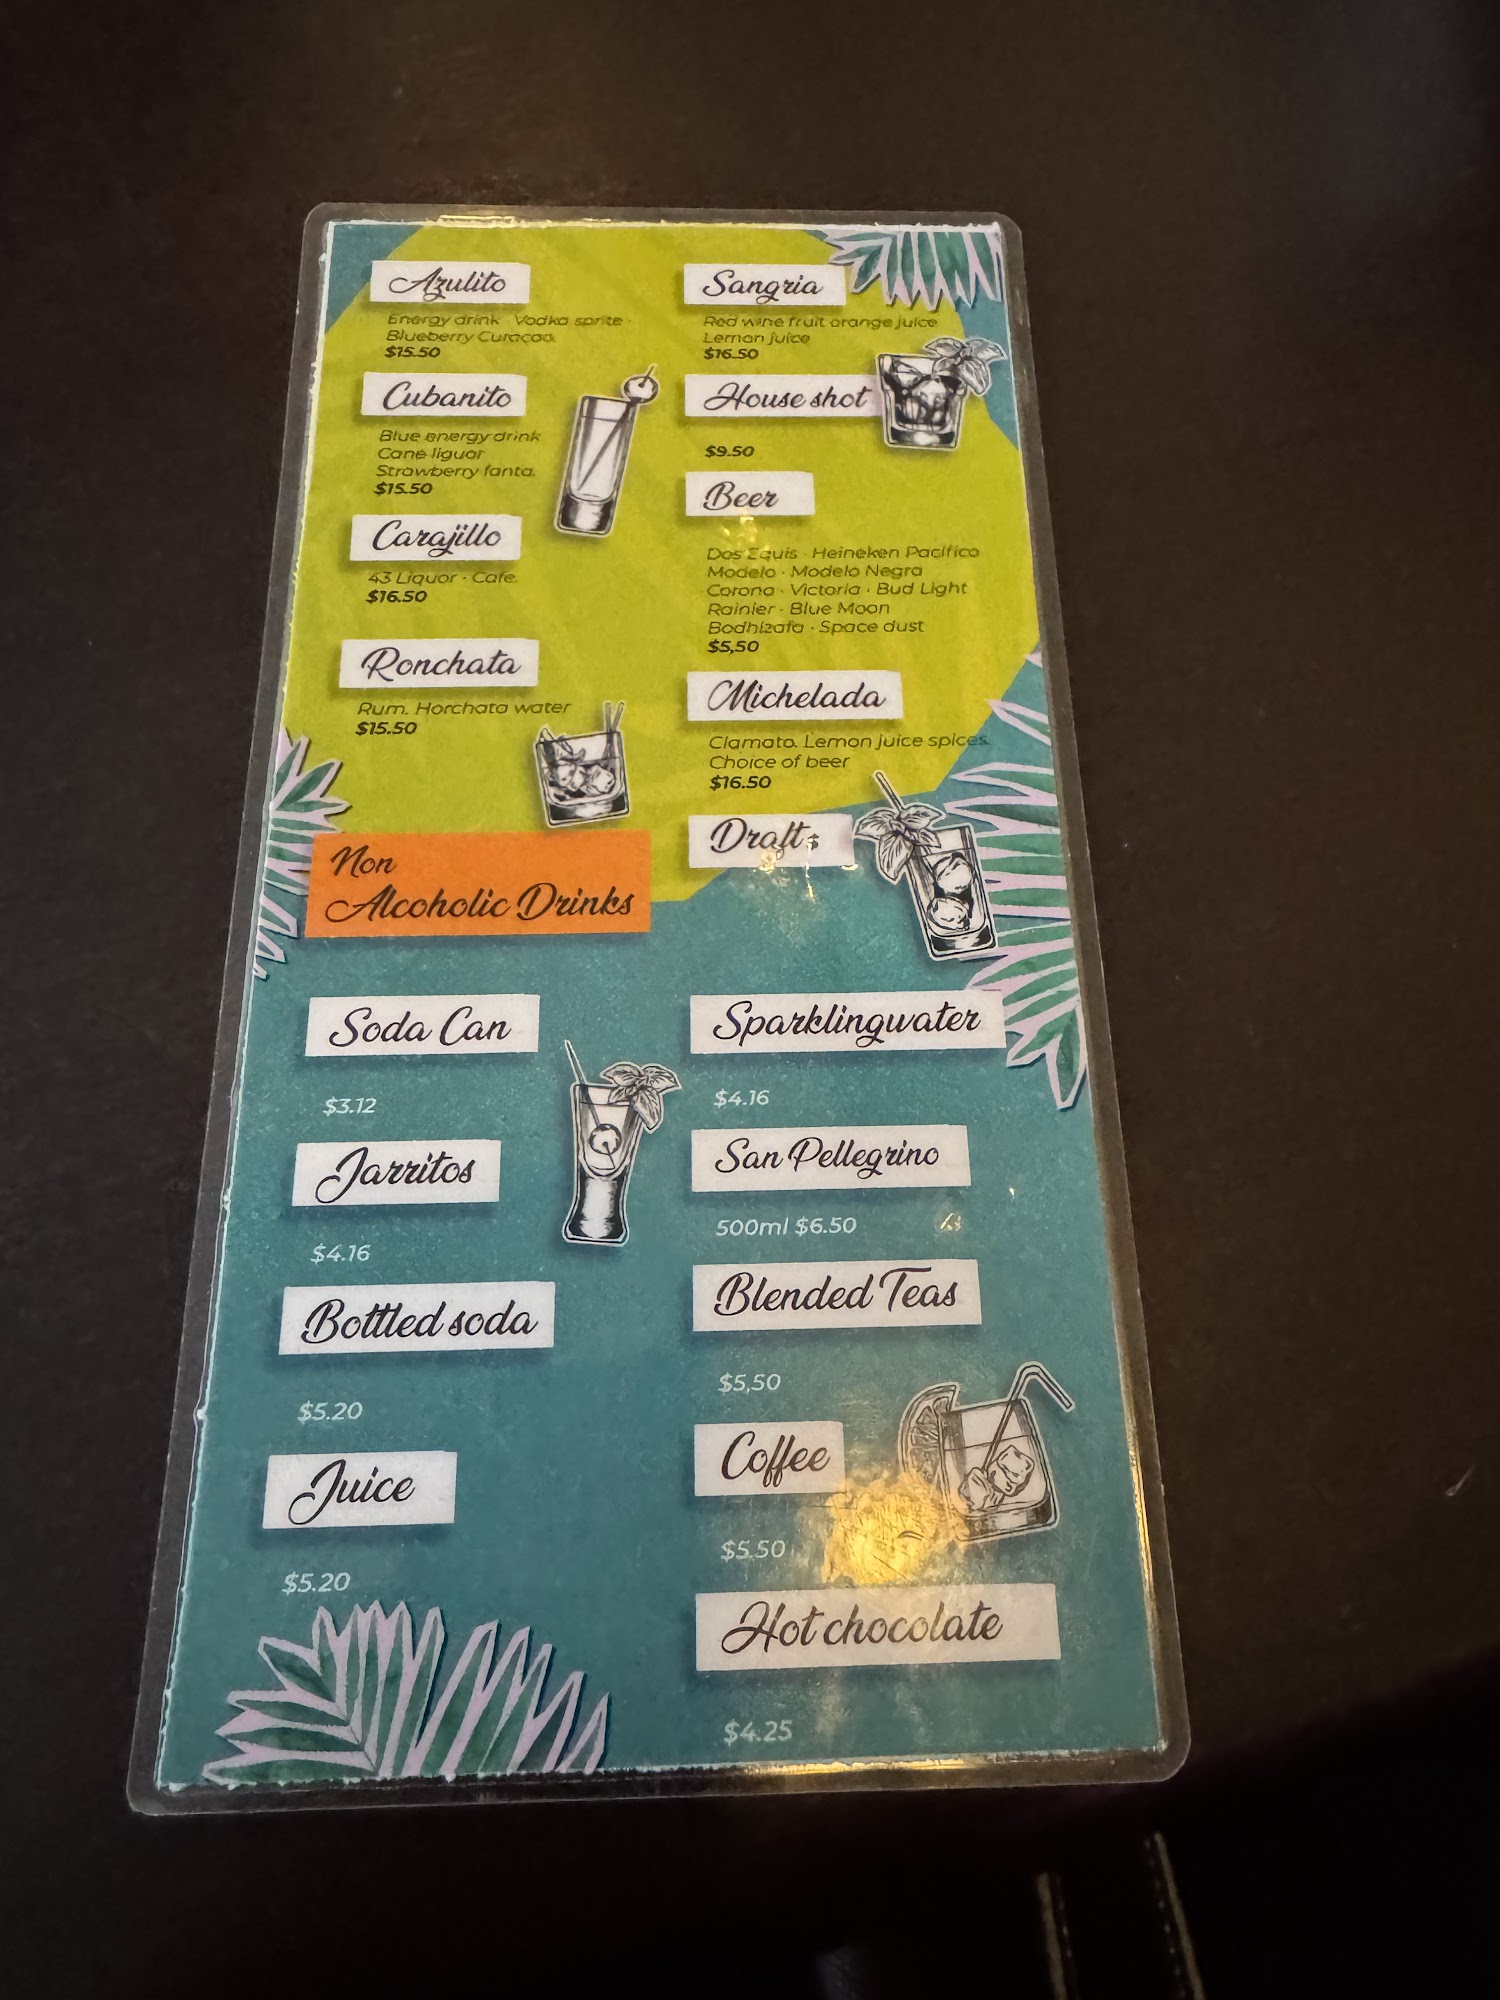 Azulito
Energy drink · Vodka sprite ·
Blueberry Curacao.
$15.50
Cubanito
Blue energy drink
Cane liguor
Strawberry fanta.
$15.50
Carajillo
43 Liquor · Cafe.
$16.50
Ronchata
Rum. Horchata water
$15.50
Sangria
Red wine fruit orange juice
Lemon juice
$16.50
House shot
$9.50
Beer
Dos Equis · Heineken Pacifico
Modelo · Modelo Negra
Corona · Victoria · Bud Light
Rainier · Blue Moon
Bodhizafa · Space dust
$5,50
Michelada
Clamato. Lemon juice spices.
Choice of beer
$16.50
Draft $
Non
Alcoholic Drinks
Soda Can
$3.12
Jarritos
$4.16
Bottled soda
$5.20
Juice
$5.20
Sparklingwater
$4.16
San Pellegrino
500ml $6.50
Blended Teas
$5,50
Coffee
$5.50
Hot chocolate
$4.25